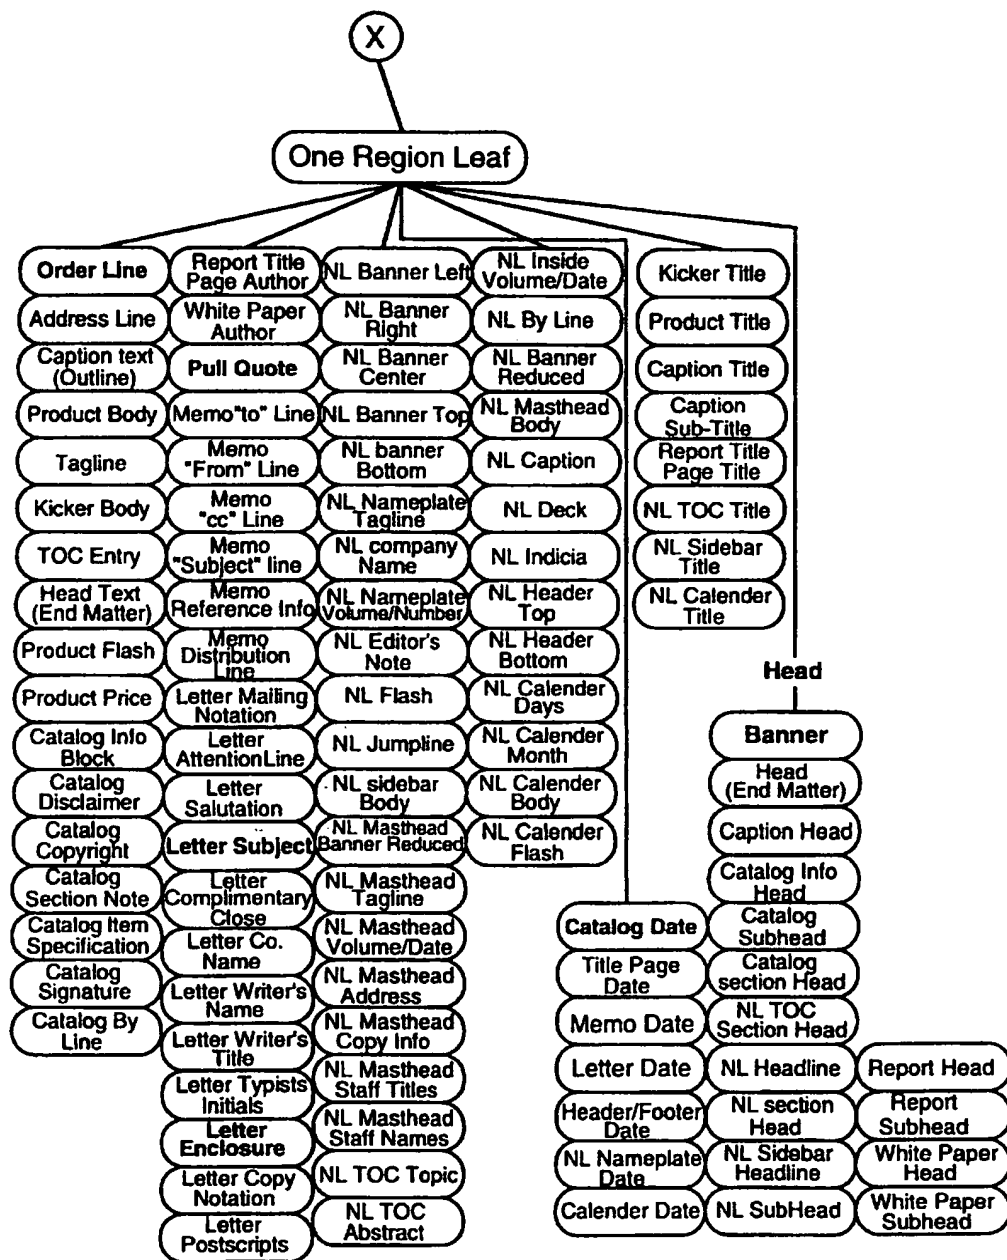 X
One Region Leaf
Order Line
Address Line
Caption text
(Outline)
Product Body
Tagline
Kicker Body
TOC Entry
Head Text
(End Matter)
Product Flash
Product Price
Catalog Info
Block
Catalog
Disclaimer
Catalog
Copyright
Catalog
Section Note
Catalog Item
Specification
Catalog
Signature
Catalog By
Line
Report Title
Page Author
White Paper
Author
Pull Quote
Memo"to" Line
Memo
"From" Line
Memo
"cc" Line
Memo
"Subject" line
Memo
Reference Info
Memo
Distribution
Line
Letter Mailing
Notation
Letter
AttentionLine
Letter
Salutation
Letter Subject
Letter
Complimentary
Close
Letter Co.
Name
Letter Writer's
Name
Letter Writer's
Title
Letter Typists
Initials
Letter
Enclosure
Letter Copy
Notation
Letter
Postscripts
NL Banner Left
NL Banner
Right
NL Banner
Center
NL Banner Top
NL banner
Bottom
NL Nameplate
Tagline
NL company
Name
NL Nameplate
Volume/Number
NL Editor's
Note
NL Flash
NL Jumpline
NL sidebar
Body
NL Masthead
Banner Reduced
NL Masthead
Tagline
NL Masthead
Volume/Date
NL Masthead
Address
NL Masthead
Copy Info
NL Masthead
Staff Titles
NL Masthead
Staff Names
NL TOC Topic
NL TOC
Abstract
NL Inside
Volume/Date
NL By Line
NL Banner
Reduced
NL Masthead
Body
NL Caption
NL Deck
NL Indicia
NL Header
Top
NL Header
Bottom
NL Calender
Days
NL Calender
Month
NL Calender
Body
NL Calender
Flash
Kicker Title
Product Title
Caption Title
Caption
Sub-Title
Report Title
Page Title
NL TOC Title
NL Sidebar
Title
NL Calender
Title
Catalog Date
Title Page
Date
Memo Date
Letter Date
Header/Footer
Date
NL Nameplate
Date
Calender Date
Head
Banner
Head
(End Matter)
Caption Head
Catalog Info
Head
Catalog
Subhead
Catalog
section Head
NL TOC
Section Head
NL Headline
NL section
Head
NL Sidebar
Headline
NL SubHead
Report Head
Report
Subhead
White Paper
Head
White Paper
Subhead